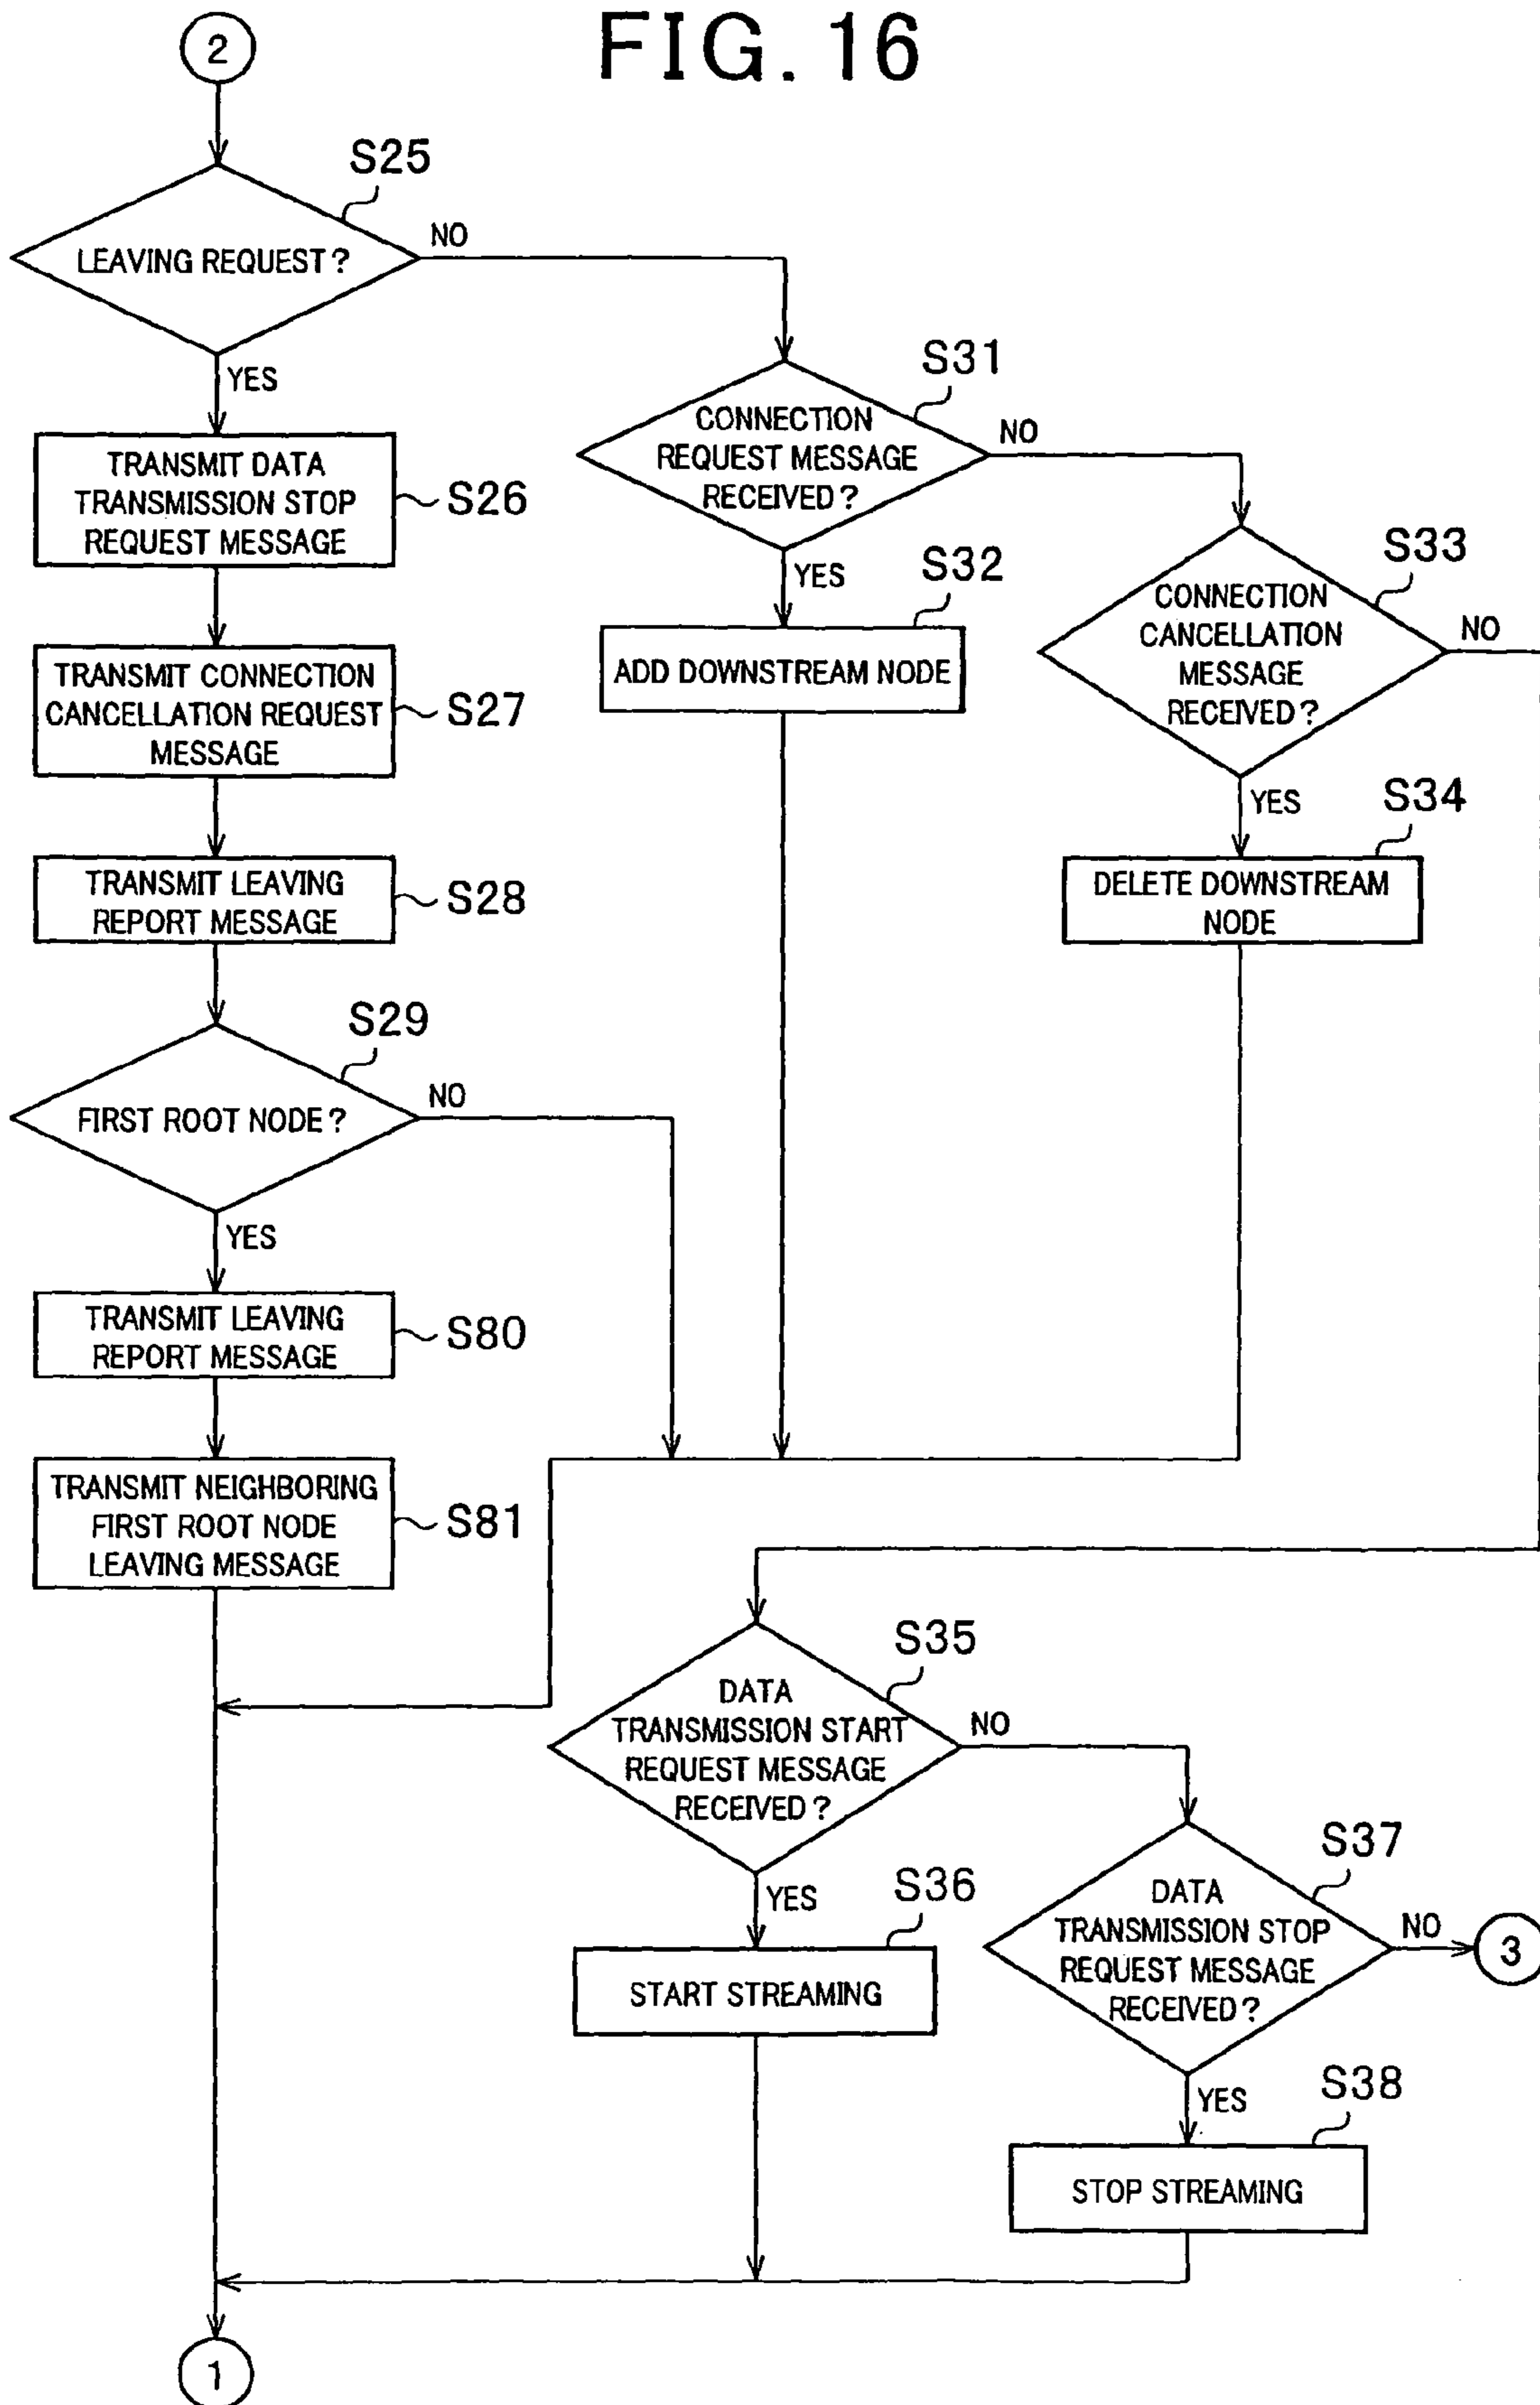 FIG. 16
2
S25
LEAVING REQUEST?
NO
YES
S31
CONNECTION
REQUEST MESSAGE
RECEIVED?
NO
YES
TRANSMIT DATA
TRANSMISSION STOP
REQUEST MESSAGE
S26
S32
ADD DOWNSTREAM NODE
S33
CONNECTION
CANCELLATION
MESSAGE
RECEIVED?
NO
YES
TRANSMIT CONNECTION
CANCELLATION REQUEST
MESSAGE
S27
S34
DELETE DOWNSTREAM
NODE
TRANSMIT LEAVING
REPORT MESSAGE
S28
S29
FIRST ROOT NODE?
NO
YES
TRANSMIT LEAVING
REPORT MESSAGE
S80
TRANSMIT NEIGHBORING
FIRST ROOT NODE
LEAVING MESSAGE
S81
S35
DATA
TRANSMISSION START
REQUEST MESSAGE
RECEIVED?
NO
YES
S36
START STREAMING
S37
DATA
TRANSMISSION STOP
REQUEST MESSAGE
RECEIVED?
NO
3
YES
S38
STOP STREAMING
1